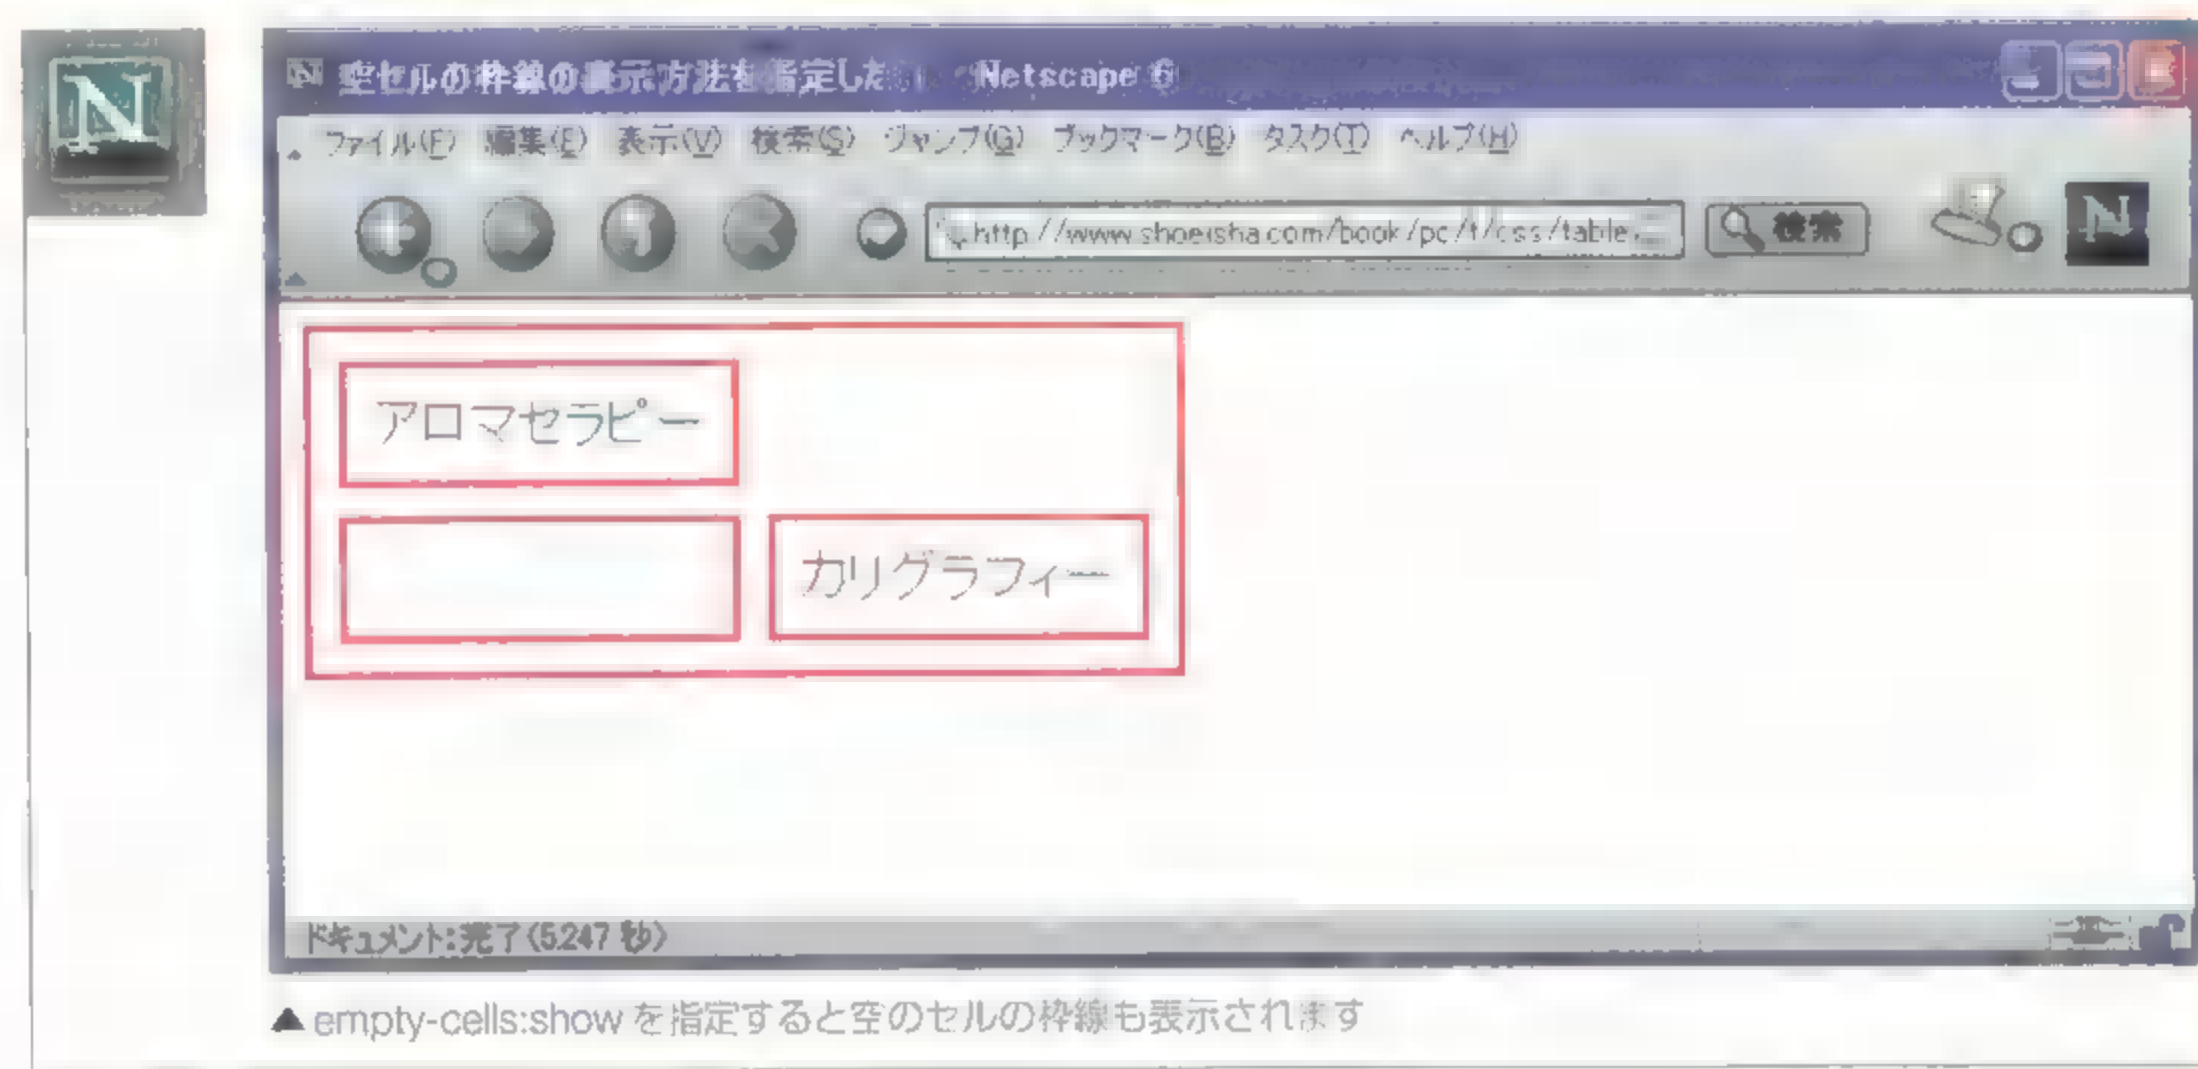 N
空セルの枠線の表示方法を指定した Netscape 6
ファイル(F) 編集(E) 表示(V) 検索(S) ジャンプ(G) ブックマーク(B) タスク(T) ヘルプ(H)
http://www.shoeisha.com/book/pc/f/css/table 検索 N
アロマセラピー
カリグラフィー
ドキュメント:完了(5.247 秒)
▲empty-cells:showを指定すると空のセルの枠線も表示されます